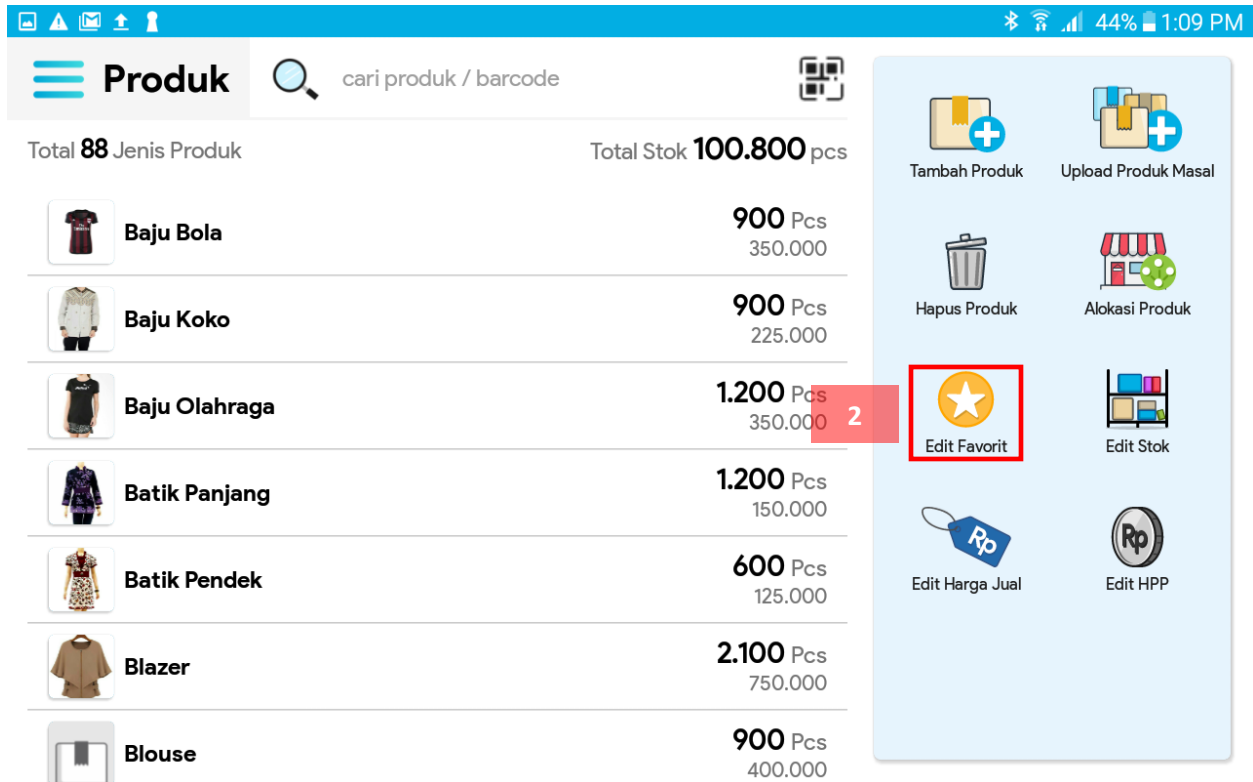 44% 1:09 PM
Produk
cari produk / barcode
Total 88 Jenis Produk
Total Stok 100.800 pcs
Baju Bola
900 Pcs
350.000
Baju Koko
900 Pcs
225.000
Baju Olahraga
1.200 Pcs
350.000
Batik Panjang
1.200 Pcs
150.000
Batik Pendek
600 Pcs
125.000
Blazer
2.100 Pcs
750.000
Blouse
900 Pcs
400.000
Tambah Produk
Upload Produk Masal
Hapus Produk
Alokasi Produk
2
Edit Favorit
Edit Stok
Rp
Edit Harga Jual
Rp
Edit HPP